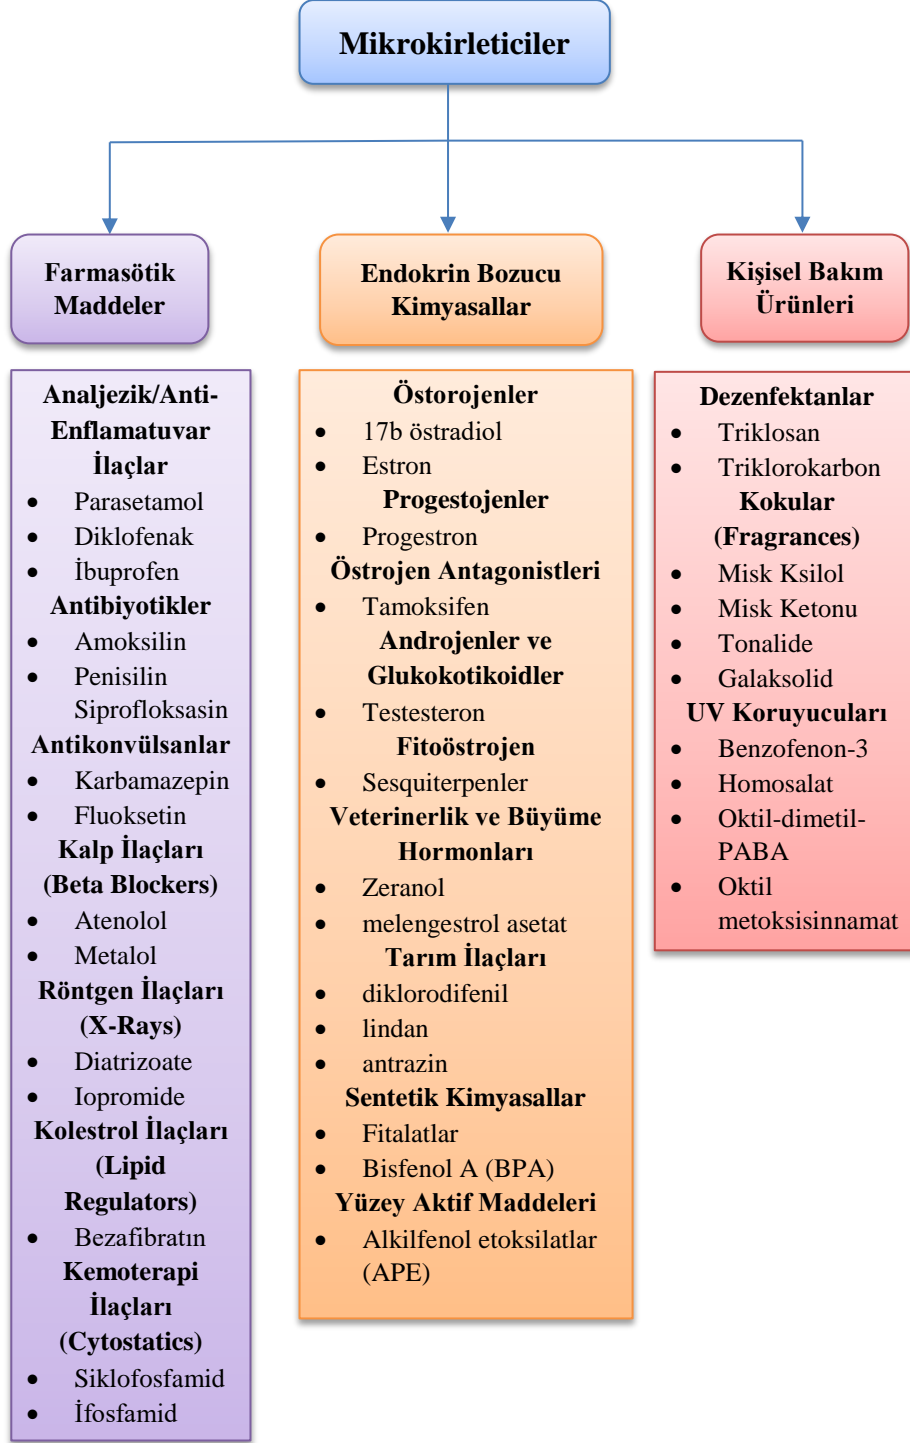 Mikrokirleticiler
Farmasötik
Maddeler
Endokrin Bozucu
Kimyasallar
Kişisel Bakım
Ürünleri
Analjezik/Anti-
Enflamatuvar
İlaçlar
• Parasetamol
• Diklofenak
• İbuprofen
Antibiyotikler
• Amoksilin
• Penisilin
Siprofloksasin
Antikonvülsanlar
• Karbamazepin
• Fluoksetin
Kalp İlaçları
(Beta Blockers)
• Atenolol
• Metalol
Röntgen İlaçları
(X-Rays)
• Diatrizoate
• Iopromide
Kolestrol İlaçları
(Lipid
Regulators)
• Bezafibratın
Kemoterapi
İlaçları
(Cytostatics)
• Siklofosfamid
• İfosfamid
Östorojenler
• 17b östradiol
• Estron
Progestojenler
• Progestron
Östrojen Antagonistleri
• Tamoksifen
Androjenler ve
Glukokotikoidler
• Testesteron
Fitoöstrojen
• Sesquiterpenler
Veterinerlik ve Büyüme
Hormonları
• Zeranol
• melengestrol asetat
Tarım İlaçları
• diklorodifenil
• lindan
• antrazin
Sentetik Kimyasallar
• Fitalatlar
• Bisfenol A (BPA)
Yüzey Aktif Maddeleri
• Alkilfenol etoksilatlar
(APE)
Dezenfektanlar
• Triklosan
• Triklorokarbon
Kokular
(Fragrances)
• Misk Ksilol
• Misk Ketonu
• Tonalide
• Galaksolid
UV Koruyucuları
• Benzofenon-3
• Homosalat
• Oktil-dimetil-
PABA
• Oktil
metoksisinnamat